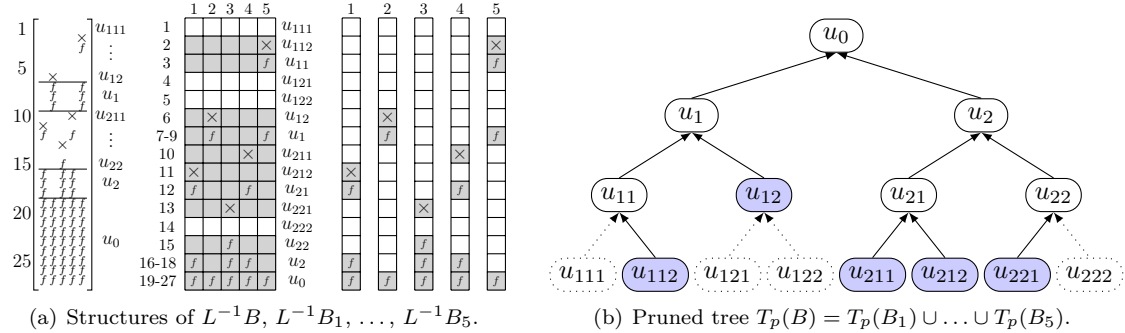 1
5
10
15
20
25
×
f
×
f f
f f
f f
×
× f
f
×
f
f f f
f f f
f f f
f f f f
f f f f
f f f f
f f f f
f f f f
f f f f
f f f f
f f f f
f f f f
u111
⋮
u12
u1
u211
⋮
u22
u2
u0
1 2 3 4 5
1 u111
2 × u112
3 f u11
4 u121
5 u122
6 × u12
7-9 f f u1
10 × u211
11 × u212
12 f f u21
13 × u221
14 u222
15 f u22
16-18 f f f u2
19-27 f f f f f u0
1 2 3 4 5
×
f
×
f f
×
×
f f
×
f
f f f
f f f f f
(a) Structures of L−1B, L−1B1, ..., L−1B5.
u0
u1 u2
u11 u12 u21 u22
u111 u112 u121 u122 u211 u212 u221 u222
(b) Pruned tree Tp(B) = Tp(B1) ∪ ... ∪ Tp(B5).